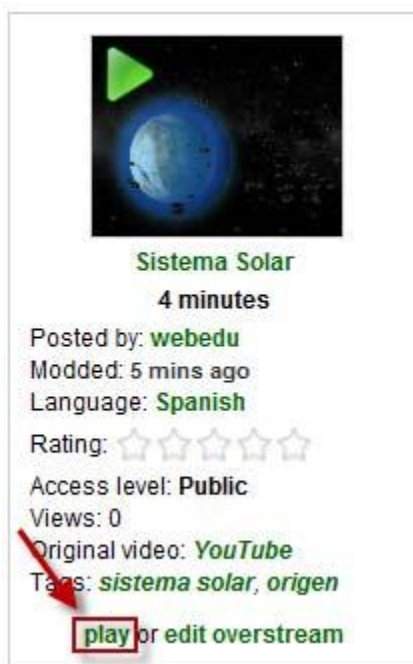 Sistema Solar
4 minutes
Posted by: webedu
Modded: 5 mins ago
Language: Spanish
Rating:
Access level: Public
Views: 0
Original video: YouTube
Tags: sistema solar, origen
play or edit overstream